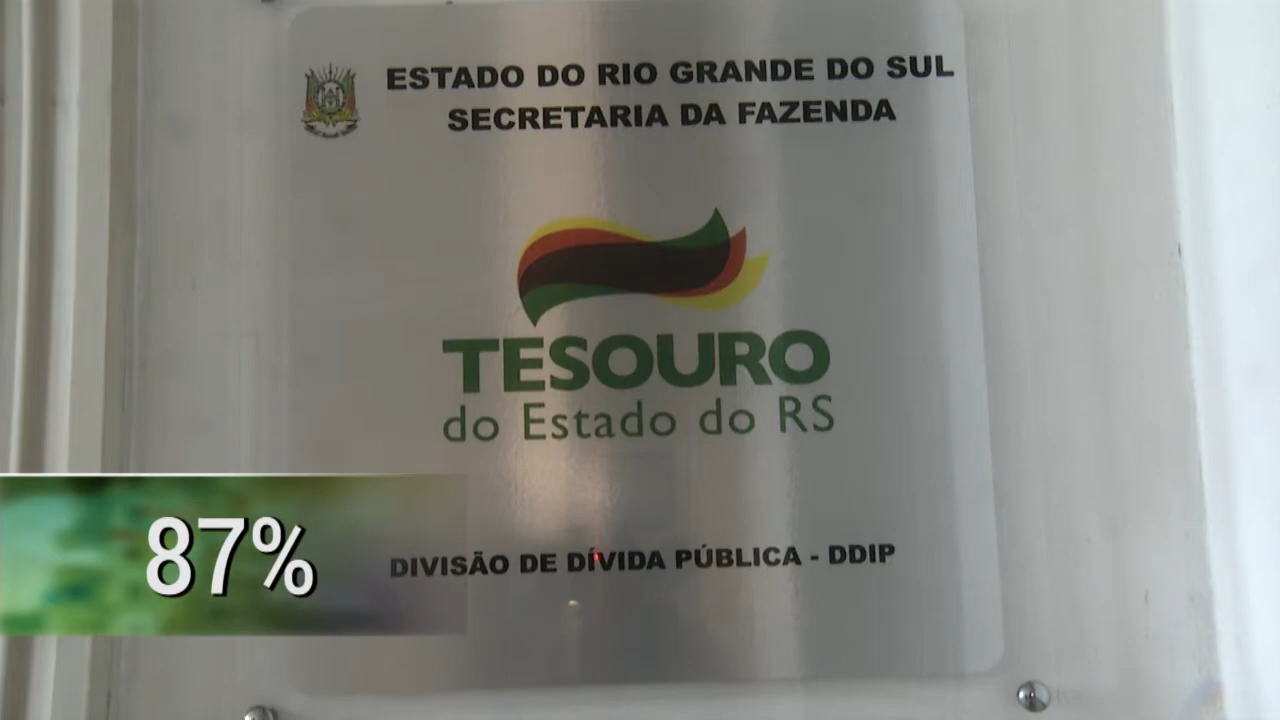 ESTADO DO RIO GRANDE DO SUL
SECRETARIA DA FAZENDA
TESOURO
do Estado do RS
87%
DIVISÃO DE DÍVIDA PÚBLICA - DDIP